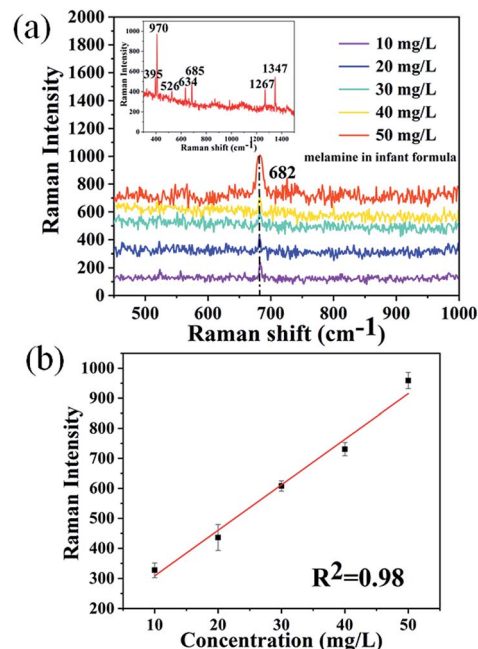 (a)
970
395
526
634
685
1267
1347
Raman Intensity
1000
800
600
400
200
0
400 600 800 1000 1200 1400
Raman shift (cm-1)
10 mg/L
20 mg/L
30 mg/L
40 mg/L
50 mg/L
melamine in infant formula
682
Raman Intensity
2000
1800
1600
1400
1200
1000
800
600
400
200
0
500 600 700 800 900 1000
Raman shift (cm-1)
(b)
Raman Intensity
1000
900
800
700
600
500
400
300
200
R2=0.98
10 20 30 40 50
Concentration (mg/L)